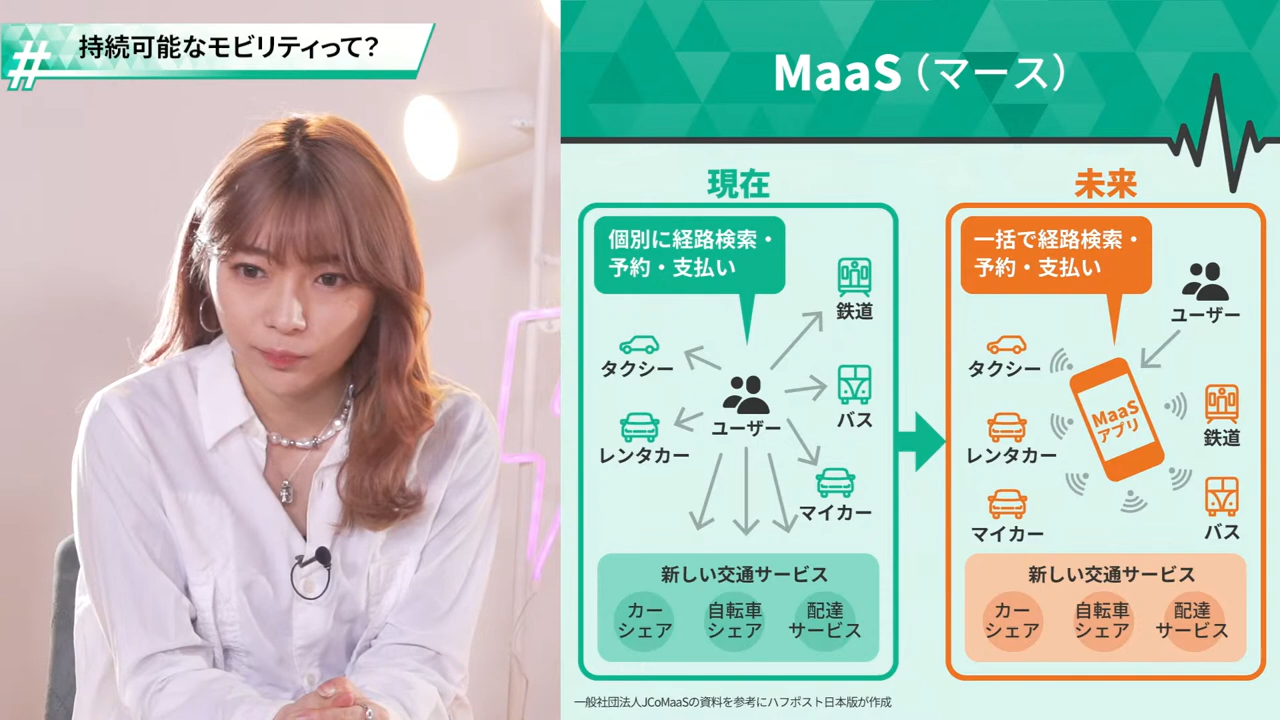 # 持続可能なモビリティって?
MaaS（マース）
現在
個別に経路検索・
予約・支払い
鉄道
タクシー
バス
ユーザー
レンタカー
マイカー
新しい交通サービス
カー
シェア
自転車
シェア
配達
サービス
未来
一括で経路検索・
予約・支払い
ユーザー
タクシー
MaaS
アプリ
鉄道
レンタカー
バス
マイカー
新しい交通サービス
カー
シェア
自転車
シェア
配達
サービス
一般社団法人JCoMaaSの資料を参考にハフポスト日本版が作成